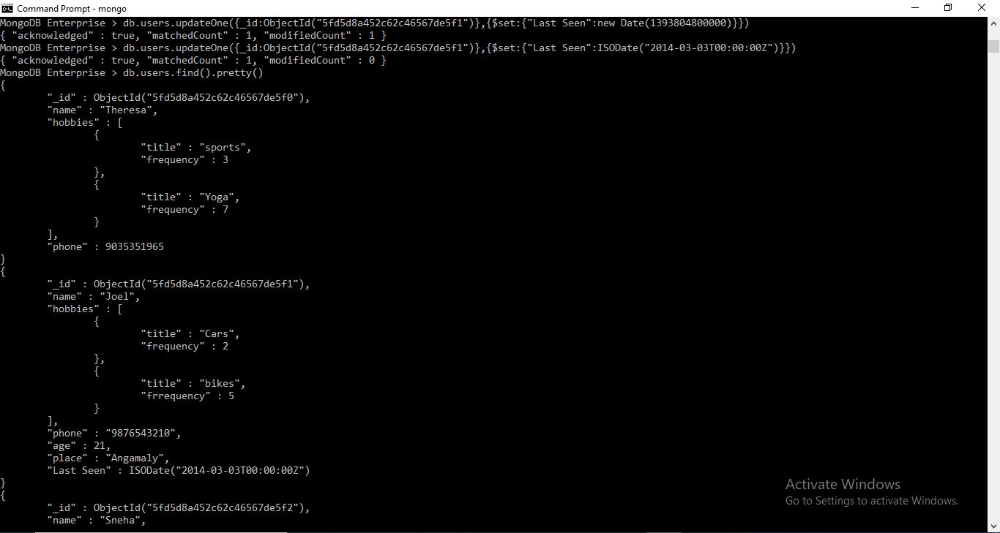 Command Prompt - mongo
MongoDB Enterprise > db.users.updateOne({_id:ObjectId("5fd5d8a452c62c46567de5f1")},{$set:{"Last Seen":new Date(1393804800000)}})
{ "acknowledged" : true, "matchedCount" : 1, "modifiedCount" : 1 }
MongoDB Enterprise > db.users.updateOne({_id:ObjectId("5fd5d8a452c62c46567de5f1")},{$set:{"Last Seen":ISODate("2014-03-03T00:00:00Z")}})
{ "acknowledged" : true, "matchedCount" : 1, "modifiedCount" : 0 }
MongoDB Enterprise > db.users.find().pretty()
{
"_id" : ObjectId("5fd5d8a452c62c46567de5f0"),
"name" : "Theresa",
"hobbies" : [
{
"title" : "sports",
"frequency" : 3
},
{
"title" : "Yoga",
"frequency" : 7
}
],
"phone" : 9035351965
}
{
"_id" : ObjectId("5fd5d8a452c62c46567de5f1"),
"name" : "Joel",
"hobbies" : [
{
"title" : "Cars",
"frequency" : 2
},
{
"title" : "bikes",
"frrequency" : 5
}
],
"phone" : "9876543210",
"age" : 21,
"place" : "Angamaly",
"Last Seen" : ISODate("2014-03-03T00:00:00Z")
}
{
"_id" : ObjectId("5fd5d8a452c62c46567de5f2"),
"name" : "Sneha",
Activate Windows
Go to Settings to activate Windows.